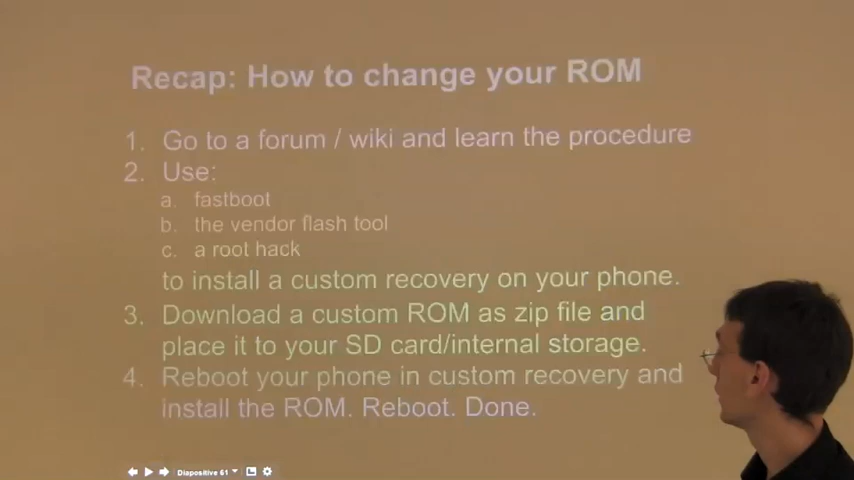 Recap: How to change your ROM
1. Go to a forum / wiki and learn the procedure
2. Use:
a. fastboot
b. the vendor flash tool
c. a root hack
to install a custom recovery on your phone.
3. Download a custom ROM as zip file and
place it to your SD card/internal storage.
4. Reboot your phone in custom recovery and
install the ROM. Reboot. Done.
Diapositive 61